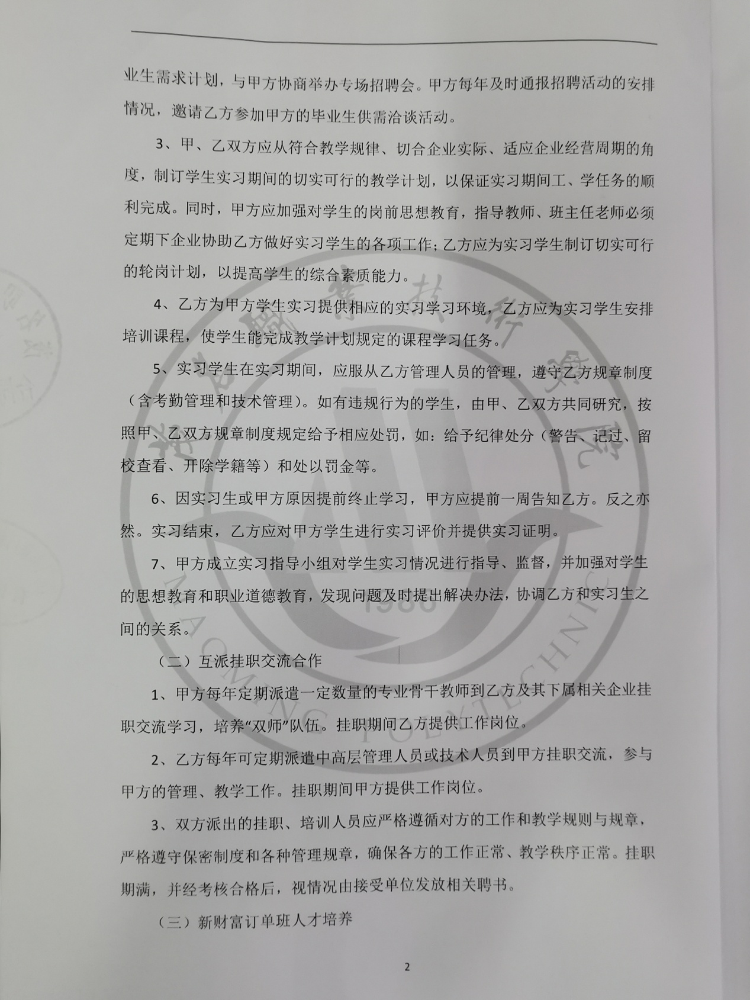 业生需求计划，与甲方协商举办专场招聘会。甲方每年及时通报招聘活动的安排
情况，邀请乙方参加甲方的毕业生供需洽谈活动。
3、甲、乙双方应从符合教学规律、切合企业实际、适应企业经营周期的角
度，制订学生实习期间的切实可行的教学计划，以保证实习期间工、学任务的顺
利完成。同时，甲方应加强对学生的岗前思想教育，指导教师、班主任老师必须
定期下企业协助乙方做好实习学生的各项工作；乙方应为实习学生制订切实可行
的轮岗计划，以提高学生的综合素质能力。
4、乙方为甲方学生实习提供相应的实习学习环境，乙方应为实习学生安排
培训课程，使学生能完成教学计划规定的课程学习任务。
5、实习学生在实习期间，应服从乙方管理人员的管理，遵守乙方规章制度
（含考勤管理和技术管理）。如有违规行为的学生，由甲、乙双方共同研究，按
照甲、乙双方规章制度规定给予相应处罚，如：给予纪律处分（警告、记过、留
校查看、开除学籍等）和处以罚金等。
6、因实习生或甲方原因提前终止学习，甲方应提前一周告知乙方。反之亦
然。实习结束，乙方应对甲方学生进行实习评价并提供实习证明。
7、甲方成立实习指导小组对学生实习情况进行指导、监督，并加强对学生
的思想教育和职业道德教育，发现问题及时提出解决办法，协调乙方和实习生之
间的关系。
（二）互派挂职交流合作
1、甲方每年定期派遣一定数量的专业骨干教师到乙方及其下属相关企业挂
职交流学习，培养“双师”队伍。挂职期间乙方提供工作岗位。
2、乙方每年可定期派遣中高层管理人员或技术人员到甲方挂职交流，参与
甲方的管理、教学工作。挂职期间甲方提供工作岗位。
3、双方派出的挂职、培训人员应严格遵循对方的工作和教学规则与规章，
严格遵守保密制度和各种管理规章，确保各方的工作正常、教学秩序正常。挂职
期满，并经考核合格后，视情况由接受单位发放相关聘书。
（三）新财富订单班人才培养
2
茂名职业技术学院
1986
MAOMING POLYTECHNIC